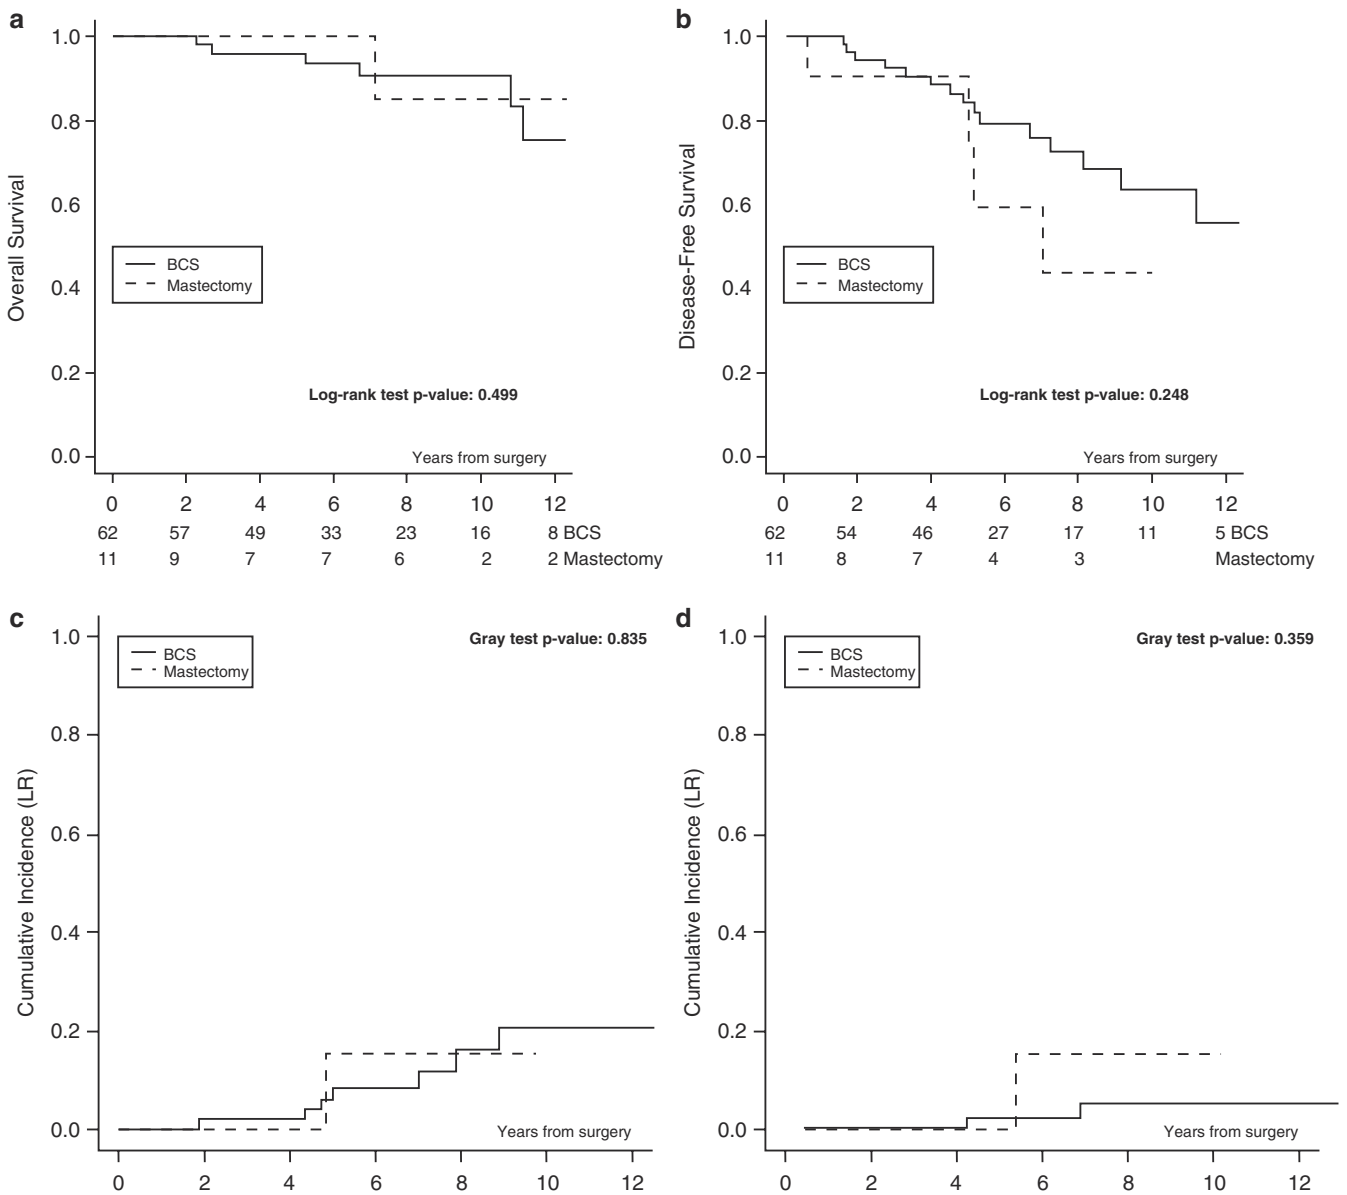 a
1.0
0.8
0.6
0.4
0.2
0.0
Overall Survival
BCS
Mastectomy
Log-rank test p-value: 0.499
Years from surgery
0 2 4 6 8 10 12
62 57 49 33 23 16 8 BCS
11 9 7 7 6 2 2 Mastectomy
b
1.0
0.8
0.6
0.4
0.2
0.0
Disease-Free Survival
BCS
Mastectomy
Log-rank test p-value: 0.248
Years from surgery
0 2 4 6 8 10 12
62 54 46 27 17 11 5 BCS
11 8 7 4 3 Mastectomy
c
1.0
0.8
0.6
0.4
0.2
0.0
Cumulative Incidence (LR)
BCS
Mastectomy
Gray test p-value: 0.835
Years from surgery
0 2 4 6 8 10 12
d
1.0
0.8
0.6
0.4
0.2
0.0
Cumulative Incidence (LR)
BCS
Mastectomy
Gray test p-value: 0.359
Years from surgery
0 2 4 6 8 10 12